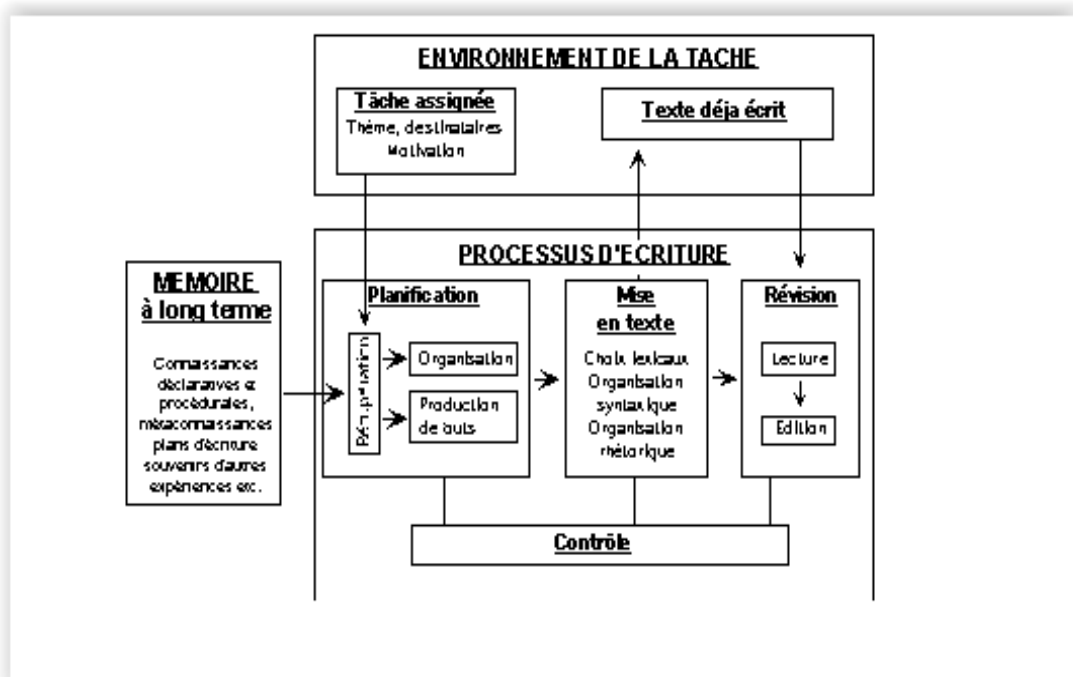 ENVIRONNEMENT DE LA TACHE
Tâche assignée
Thème, destinataires
Motivation
Texte déja écrit
PROCESSUS D'ECRITURE
MEMOIRE
à long terme
Connaissances
déclaratives et
procédurales,
métaconnaissances
plans d'écriture
souvenirs d'autres
expériences etc.
Planification
Récupération
Organisation
Production
de buts
Mise
en texte
Choix lexicaux
Organisation
syntaxique
Organisation
rhétorique
Révision
Lecture
Edition
Contrôle